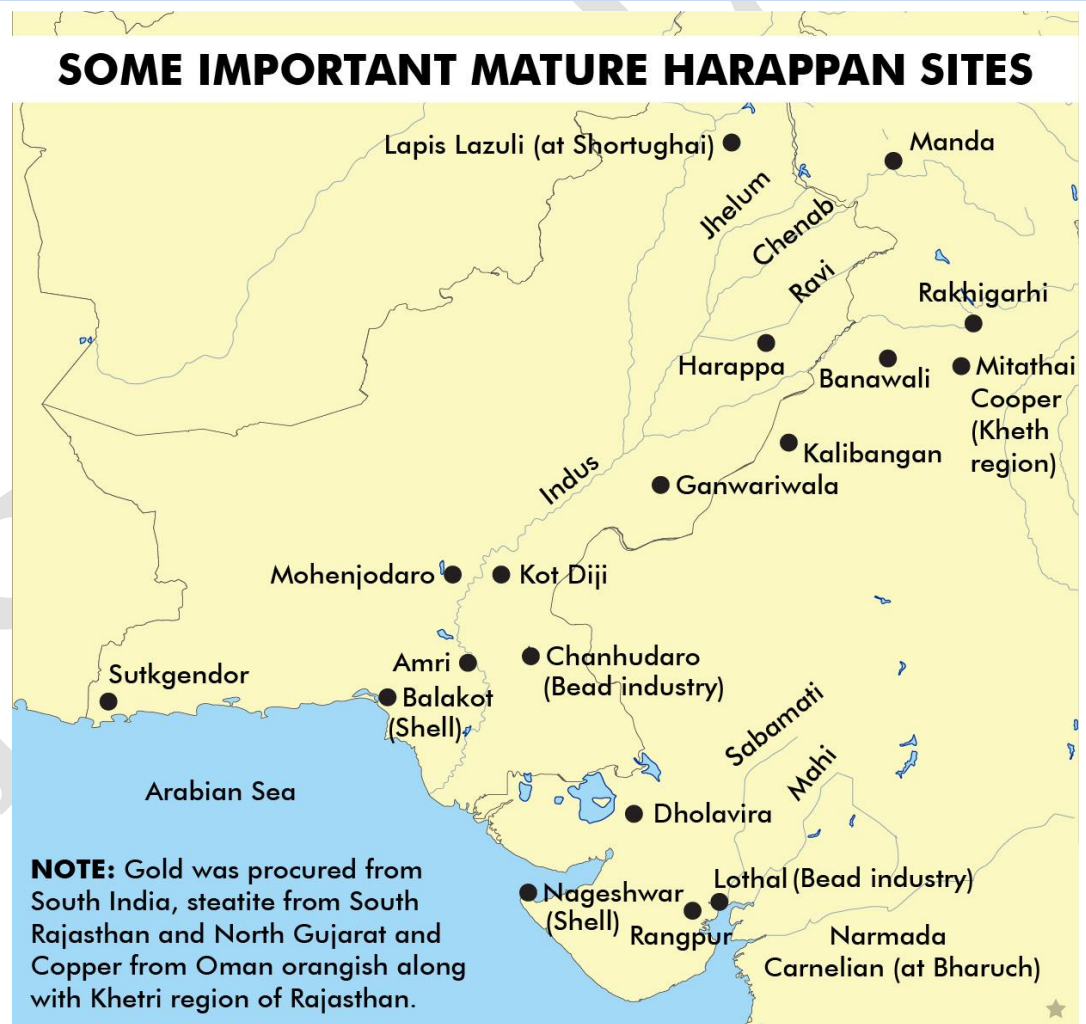 SOME IMPORTANT MATURE HARAPPAN SITES
Lapis Lazuli (at Shortughai)
Manda
Jhelum
Chenab
Ravi
Rakhigarhi
Harappa
Banawali
Mitathai
Cooper
(Kheth
region)
Kalibangan
Indus
Ganwariwala
Mohenjodaro
Kot Diji
Sutkgendor
Amri
Chanhudaro
(Bead industry)
Balakot
(Shell)
Sabamati
Mahi
Arabian Sea
Dholavira
NOTE: Gold was procured from
South India, steatite from South
Rajasthan and North Gujarat and
Copper from Oman orangish along
with Khetri region of Rajasthan.
Nageshwar
(Shell)
Lothal (Bead industry)
Rangpur
Narmada
Carnelian (at Bharuch)